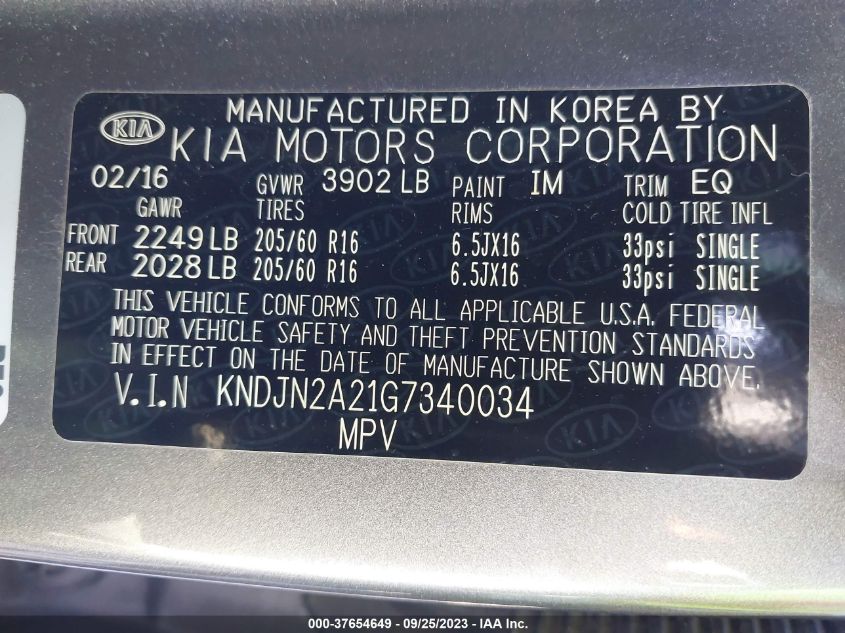 KIA
MANUFACTURED IN KOREA BY
KIA MOTORS CORPORATION
02/16 GVWR 3902 LB PAINT IM TRIM EQ
GAWR TIRES RIMS COLD TIRE INFL
FRONT 2249 LB 205/60 R16 6.5JX16 33psi SINGLE
REAR 2028 LB 205/60 R16 6.5JX16 33psi SINGLE
THIS VEHICLE CONFORMS TO ALL APPLICABLE U.S.A. FEDERAL
MOTOR VEHICLE SAFETY AND THEFT PREVENTION STANDARDS
IN EFFECT ON THE DATE OF MANUFACTURE SHOWN ABOVE.
V.I.N KNDJN2A21G7340034
MPV
000-37654649 - 09/25/2023 - IAA Inc.